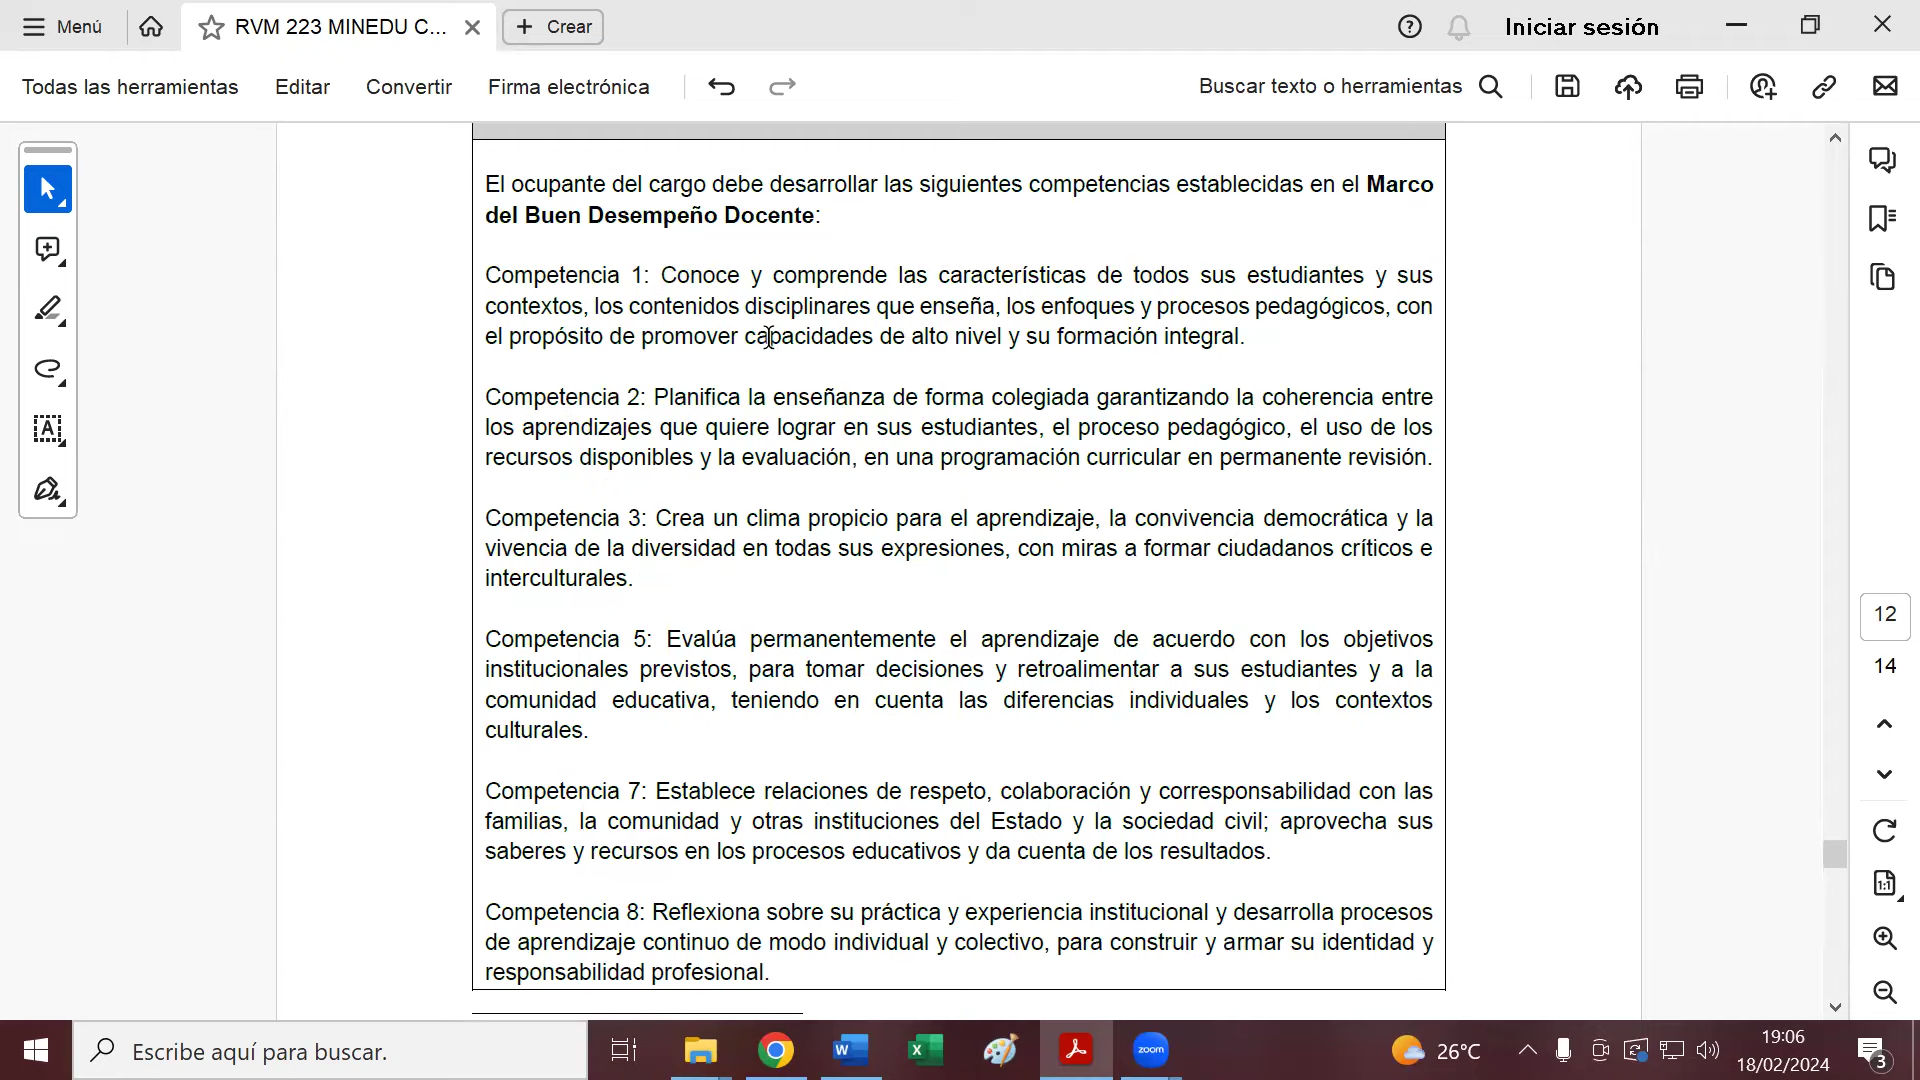 Menú
RVM 223 MINEDU C...
Crear
Iniciar sesión
Todas las herramientas
Editar
Convertir
Firma electrónica
Buscar texto o herramientas
El ocupante del cargo debe desarrollar las siguientes competencias establecidas en el Marco
del Buen Desempeño Docente:
Competencia 1: Conoce y comprende las características de todos sus estudiantes y sus
contextos, los contenidos disciplinares que enseña, los enfoques y procesos pedagógicos, con
el propósito de promover capacidades de alto nivel y su formación integral.
Competencia 2: Planifica la enseñanza de forma colegiada garantizando la coherencia entre
los aprendizajes que quiere lograr en sus estudiantes, el proceso pedagógico, el uso de los
recursos disponibles y la evaluación, en una programación curricular en permanente revisión.
Competencia 3: Crea un clima propicio para el aprendizaje, la convivencia democrática y la
vivencia de la diversidad en todas sus expresiones, con miras a formar ciudadanos críticos e
interculturales.
Competencia 5: Evalúa permanentemente el aprendizaje de acuerdo con los objetivos
institucionales previstos, para tomar decisiones y retroalimentar a sus estudiantes y a la
comunidad educativa, teniendo en cuenta las diferencias individuales y los contextos
culturales.
Competencia 7: Establece relaciones de respeto, colaboración y corresponsabilidad con las
familias, la comunidad y otras instituciones del Estado y la sociedad civil; aprovecha sus
saberes y recursos en los procesos educativos y da cuenta de los resultados.
Competencia 8: Reflexiona sobre su práctica y experiencia institucional y desarrolla procesos
de aprendizaje continuo de modo individual y colectivo, para construir y armar su identidad y
responsabilidad profesional.
12
14
1:1
Escribe aquí para buscar.
zoom
26°C
19:06
18/02/2024
3